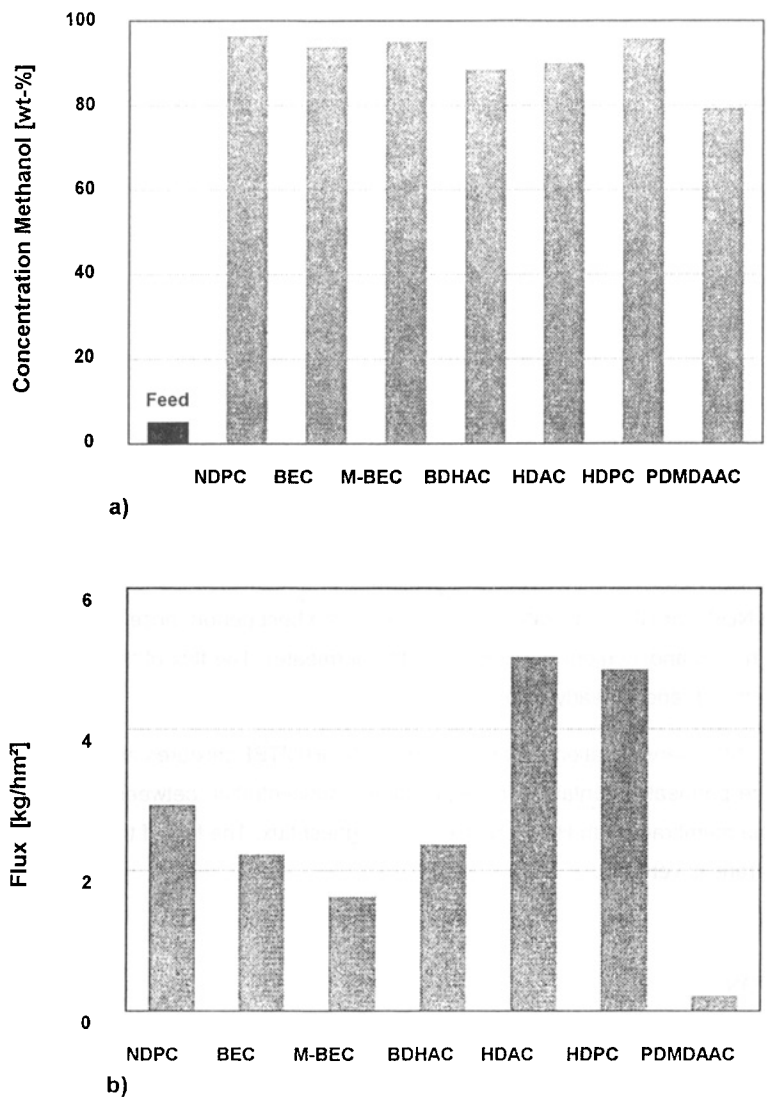 100
80
60
40
20
0
Concentration Methanol [wt-%]
Feed
NDPC BEC M-BEC BDHAC HDAC HDPC PDMDAAC
a)
6
4
2
0
Flux [kg/hm²]
NDPC BEC M-BEC BDHAC HDAC HDPC PDMDAAC
b)